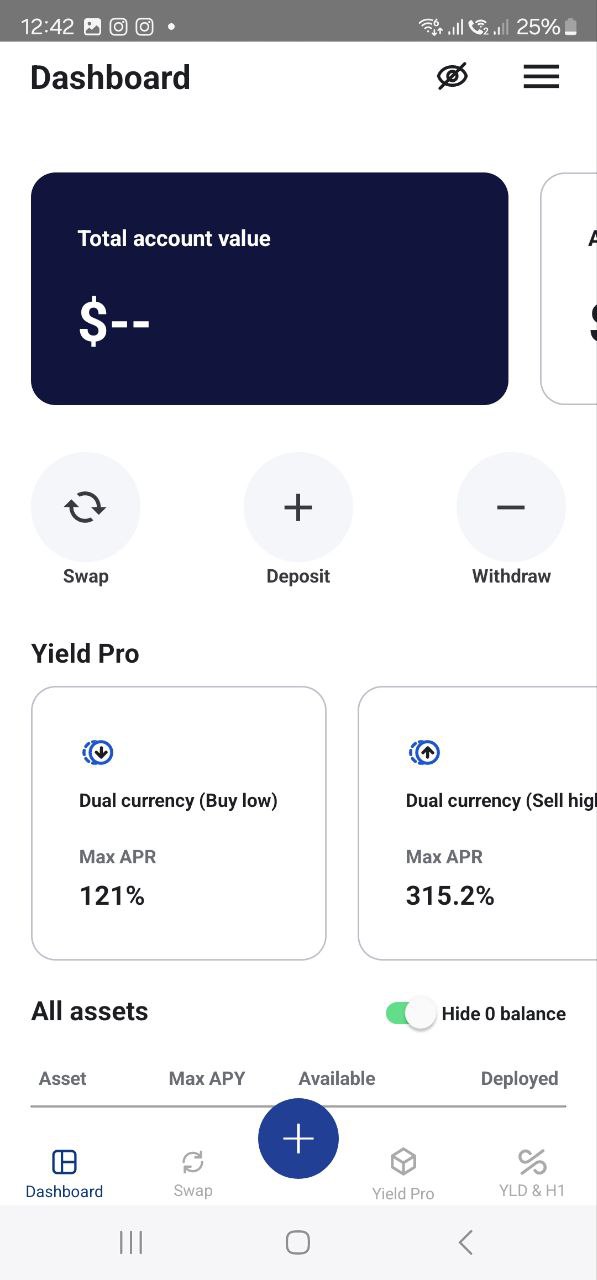 12:42
25%
Dashboard
Total account value
$--
Swap
Deposit
Withdraw
Yield Pro
Dual currency (Buy low)
Max APR
121%
Dual currency (Sell high
Max APR
315.2%
All assets
Hide 0 balance
Asset Max APY Available Deployed
Dashboard
Swap
Yield Pro
YLD & H1